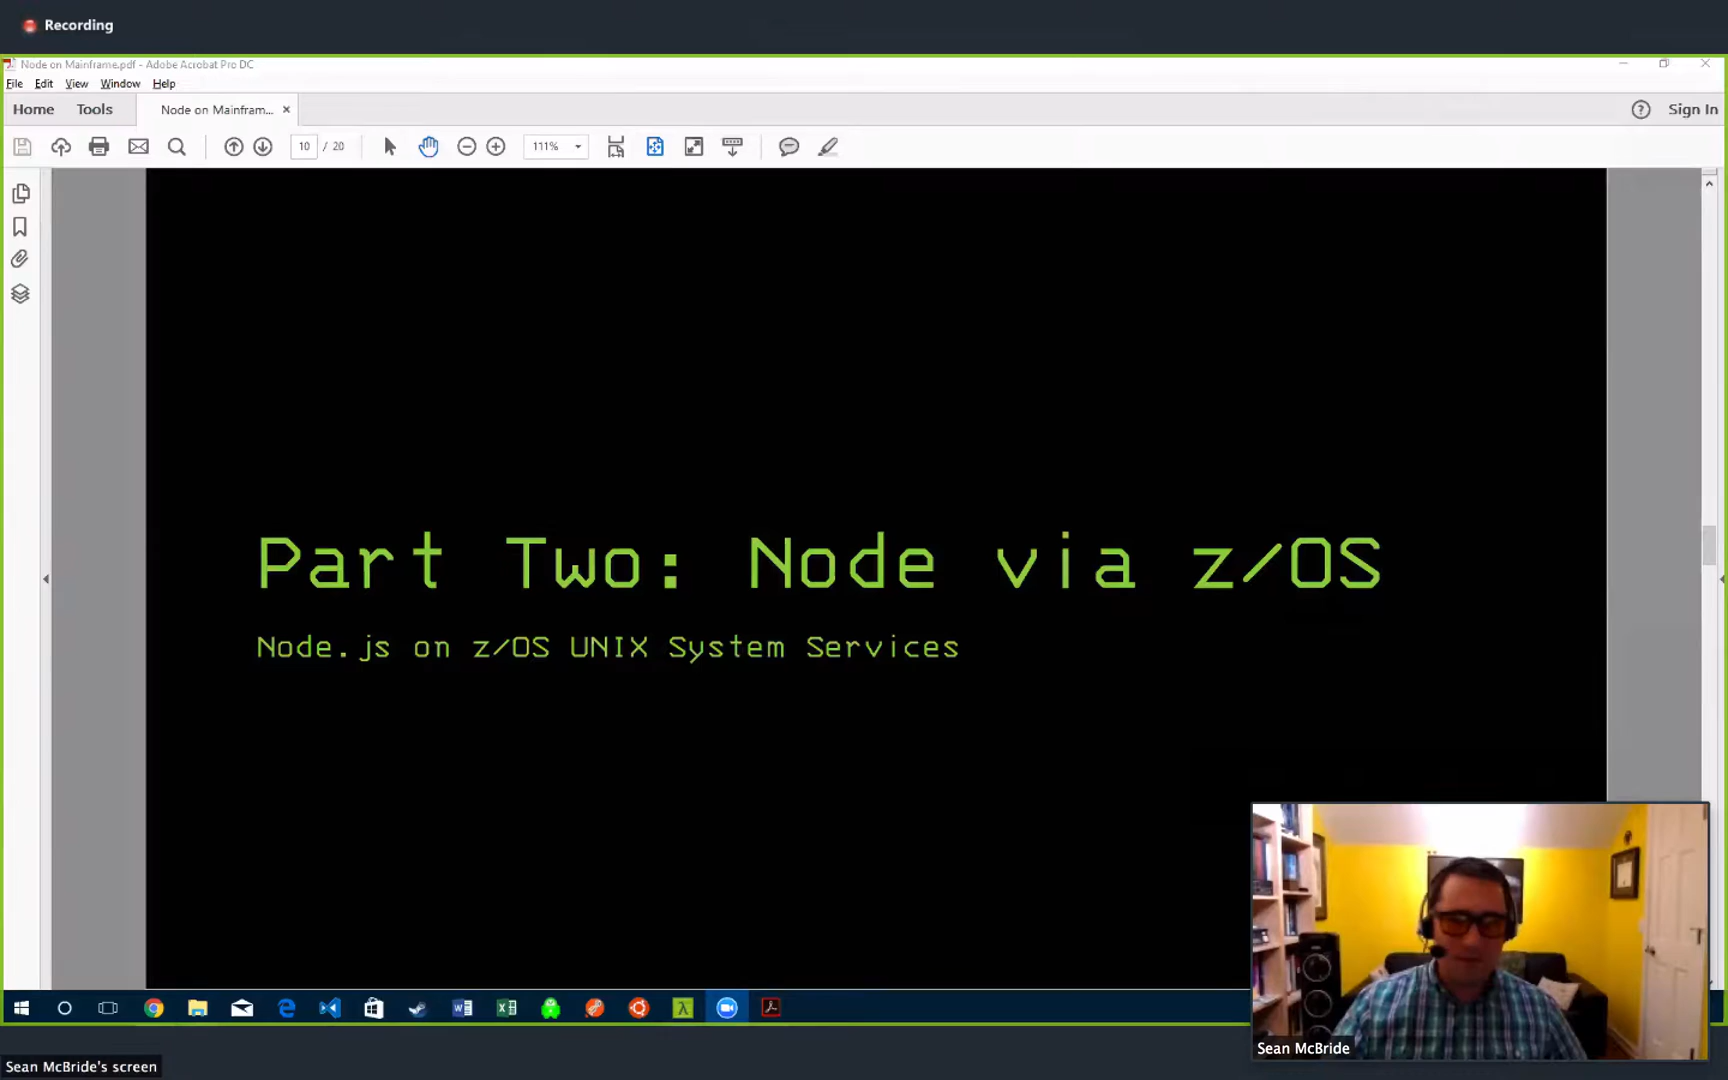 Recording
Node on Mainframe.pdf - Adobe Acrobat Pro DC
File Edit View Window Help
Home Tools Node on Mainfram... × Sign In
10 / 20 111%
Part Two: Node via z/OS
Node.js on z/OS UNIX System Services
Sean McBride
Sean McBride's screen